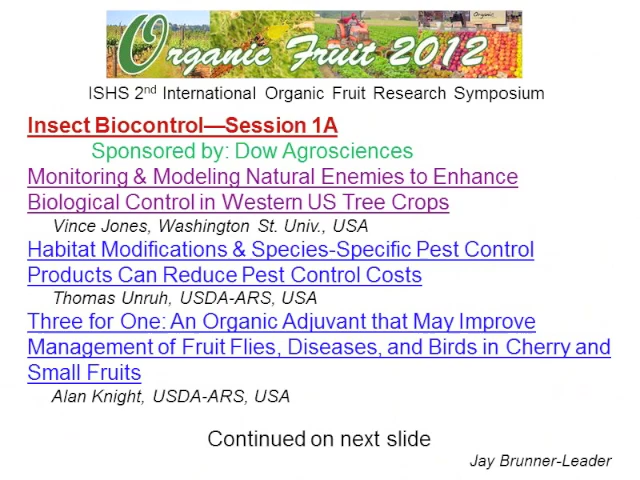 Organic Fruit 2012
ISHS 2nd International Organic Fruit Research Symposium
Insect Biocontrol—Session 1A
Sponsored by: Dow Agrosciences
Monitoring & Modeling Natural Enemies to Enhance
Biological Control in Western US Tree Crops
Vince Jones, Washington St. Univ., USA
Habitat Modifications & Species-Specific Pest Control
Products Can Reduce Pest Control Costs
Thomas Unruh, USDA-ARS, USA
Three for One: An Organic Adjuvant that May Improve
Management of Fruit Flies, Diseases, and Birds in Cherry and
Small Fruits
Alan Knight, USDA-ARS, USA
Continued on next slide
Jay Brunner-Leader